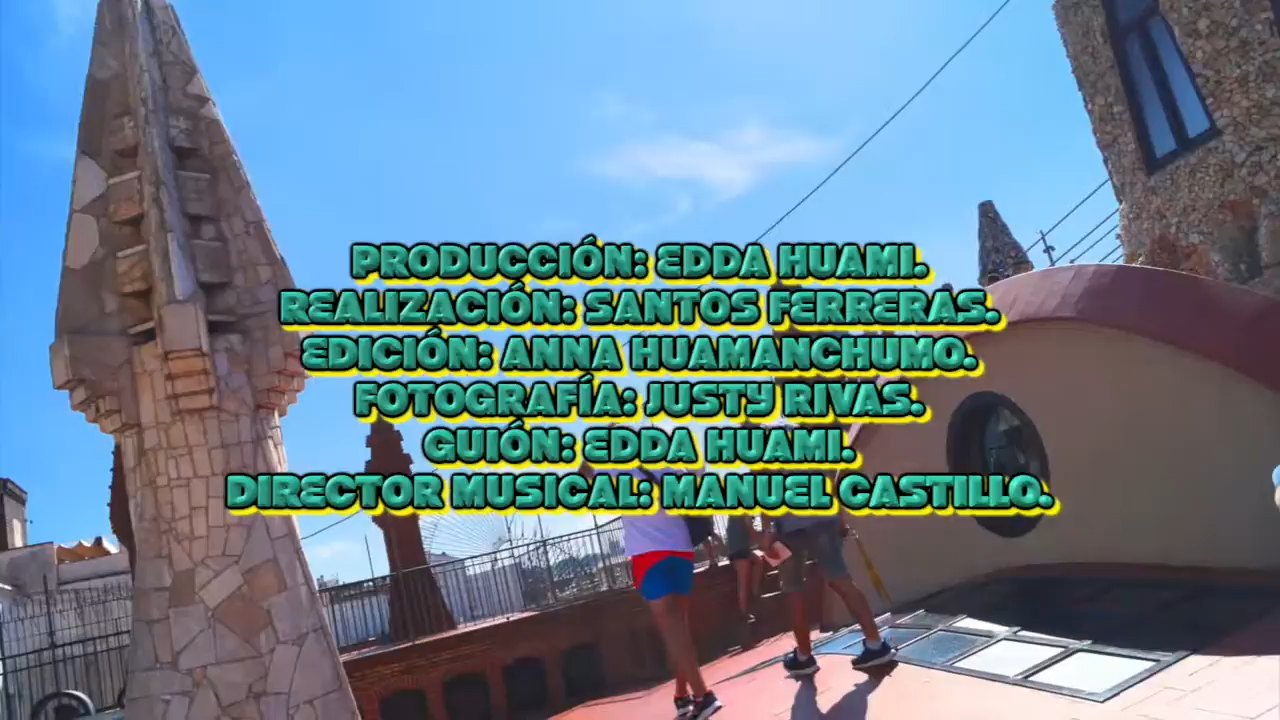 PRODUCCIÓN: EDDA HUAMI.
REALIZACIÓN: SANTOS FERRERAS.
EDICIÓN: ANNA HUAMANCHUMO.
FOTOGRAFÍA: JUSTY RIVAS.
GUIÓN: EDDA HUAMI.
DIRECTOR MUSICAL: MANUEL CASTILLO.